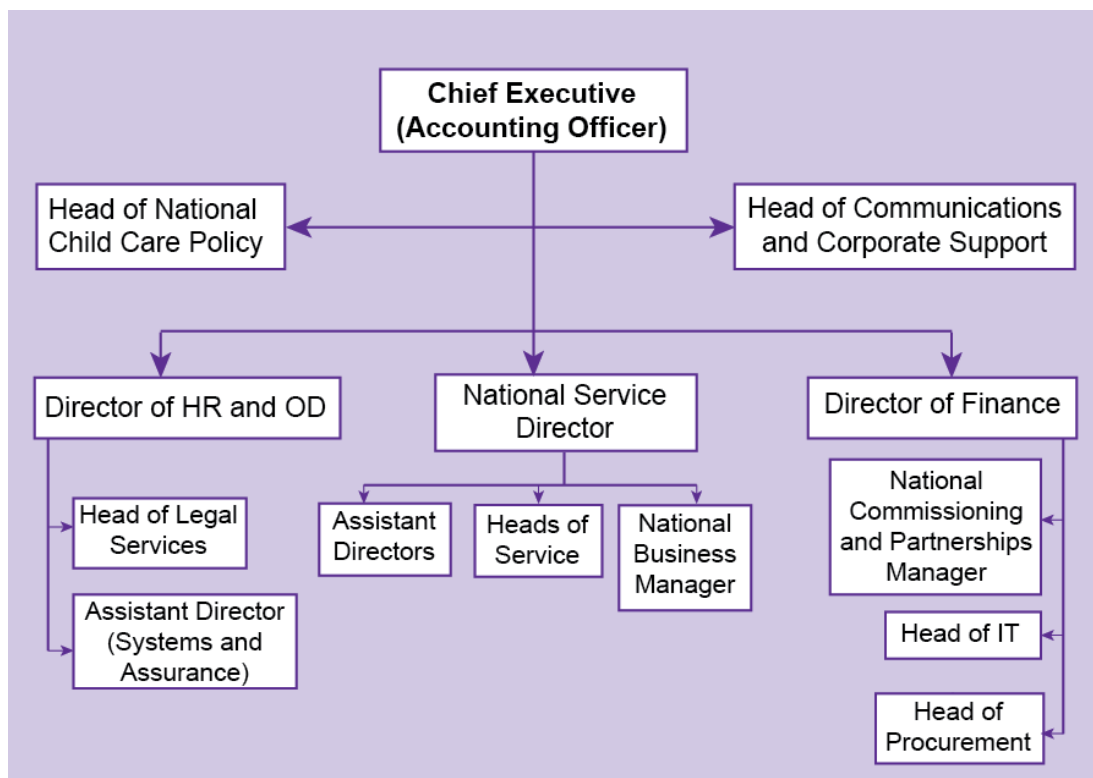 Chief Executive
(Accounting Officer)
Head of National
Child Care Policy
Head of Communications
and Corporate Support
Director of HR and OD
National Service
Director
Director of Finance
Head of Legal
Services
Assistant Director
(Systems and
Assurance)
Assistant
Directors
Heads of
Service
National
Business
Manager
National
Commissioning
and Partnerships
Manager
Head of IT
Head of
Procurement